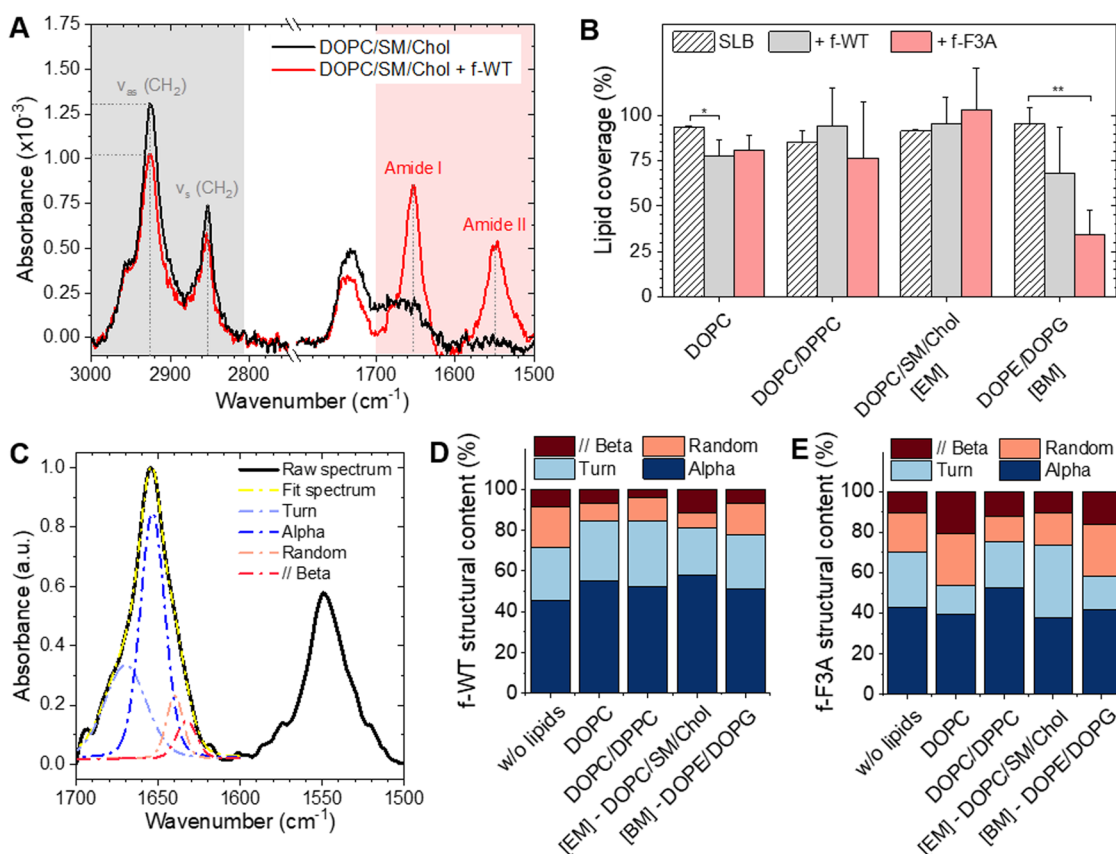 A
1.75
1.50
1.25
1.00
0.75
0.50
0.25
0.00
Absorbance (x10-3)
DOPC/SM/Chol
DOPC/SM/Chol + f-WT
νas (CH2)
νs (CH2)
Amide I
Amide II
3000 2900 2800 1600 1500
Wavenumber (cm-1)
B
SLB + f-WT + f-F3A
100
75
50
25
0
Lipid coverage (%)
*
**
DOPC
DOPC/DPPC
DOPC/SM/Chol
[EM]
DOPE/DOPG
[BM]
C
1.0
0.8
0.6
0.4
0.2
0.0
Absorbance (a.u.)
Raw spectrum
Fit spectrum
Turn
Alpha
Random
// Beta
1700 1650 1600 1550 1500
Wavenumber (cm-1)
D
// Beta Random
Turn Alpha
100
80
60
40
20
0
f-WT structural content (%)
w/o lipids
DOPC
DOPC/DPPC
[EM] - DOPC/SM/Chol
[BM] - DOPE/DOPG
E
// Beta Random
Turn Alpha
100
80
60
40
20
0
f-F3A structural content (%)
w/o lipids
DOPC
DOPC/DPPC
[EM] - DOPC/SM/Chol
[BM] - DOPE/DOPG